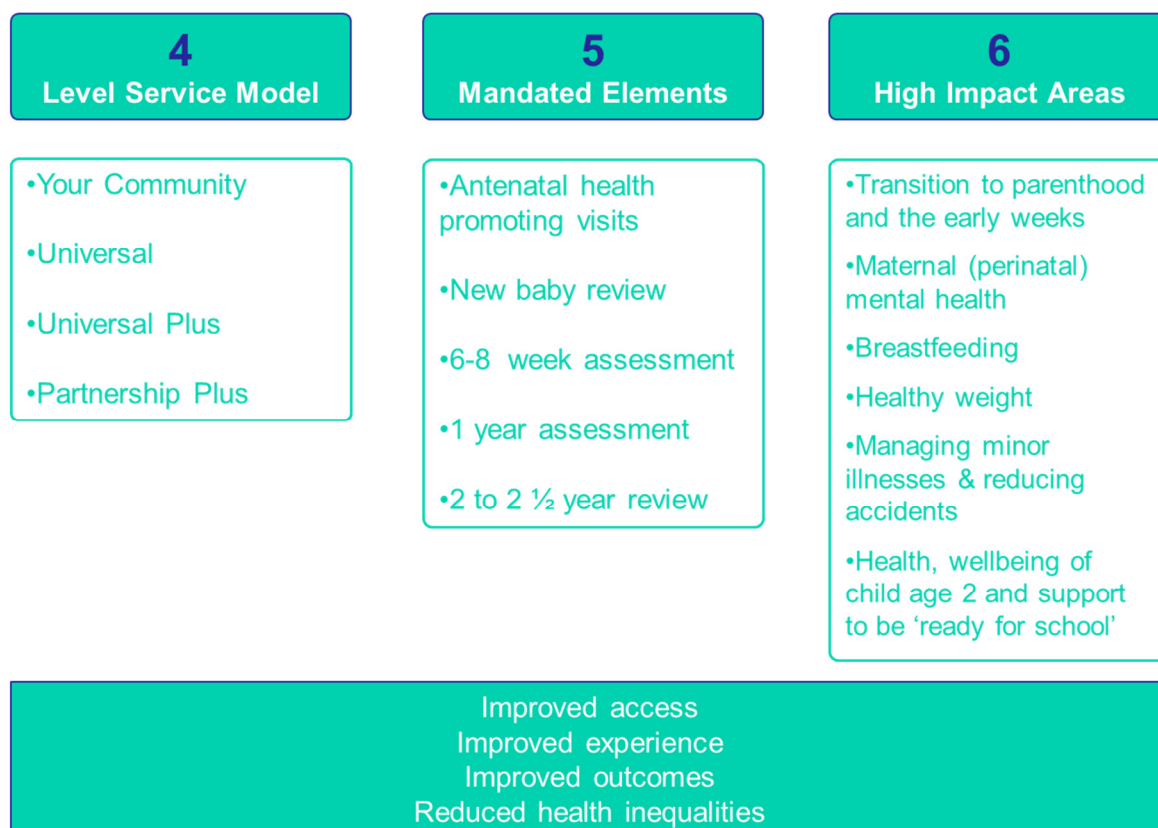 4
Level Service Model
•Your Community
•Universal
•Universal Plus
•Partnership Plus
5
Mandated Elements
•Antenatal health
promoting visits
•New baby review
•6-8 week assessment
•1 year assessment
•2 to 2 ½ year review
6
High Impact Areas
•Transition to parenthood
and the early weeks
•Maternal (perinatal)
mental health
•Breastfeeding
•Healthy weight
•Managing minor
illnesses & reducing
accidents
•Health, wellbeing of
child age 2 and support
to be ‘ready for school’
Improved access
Improved experience
Improved outcomes
Reduced health inequalities